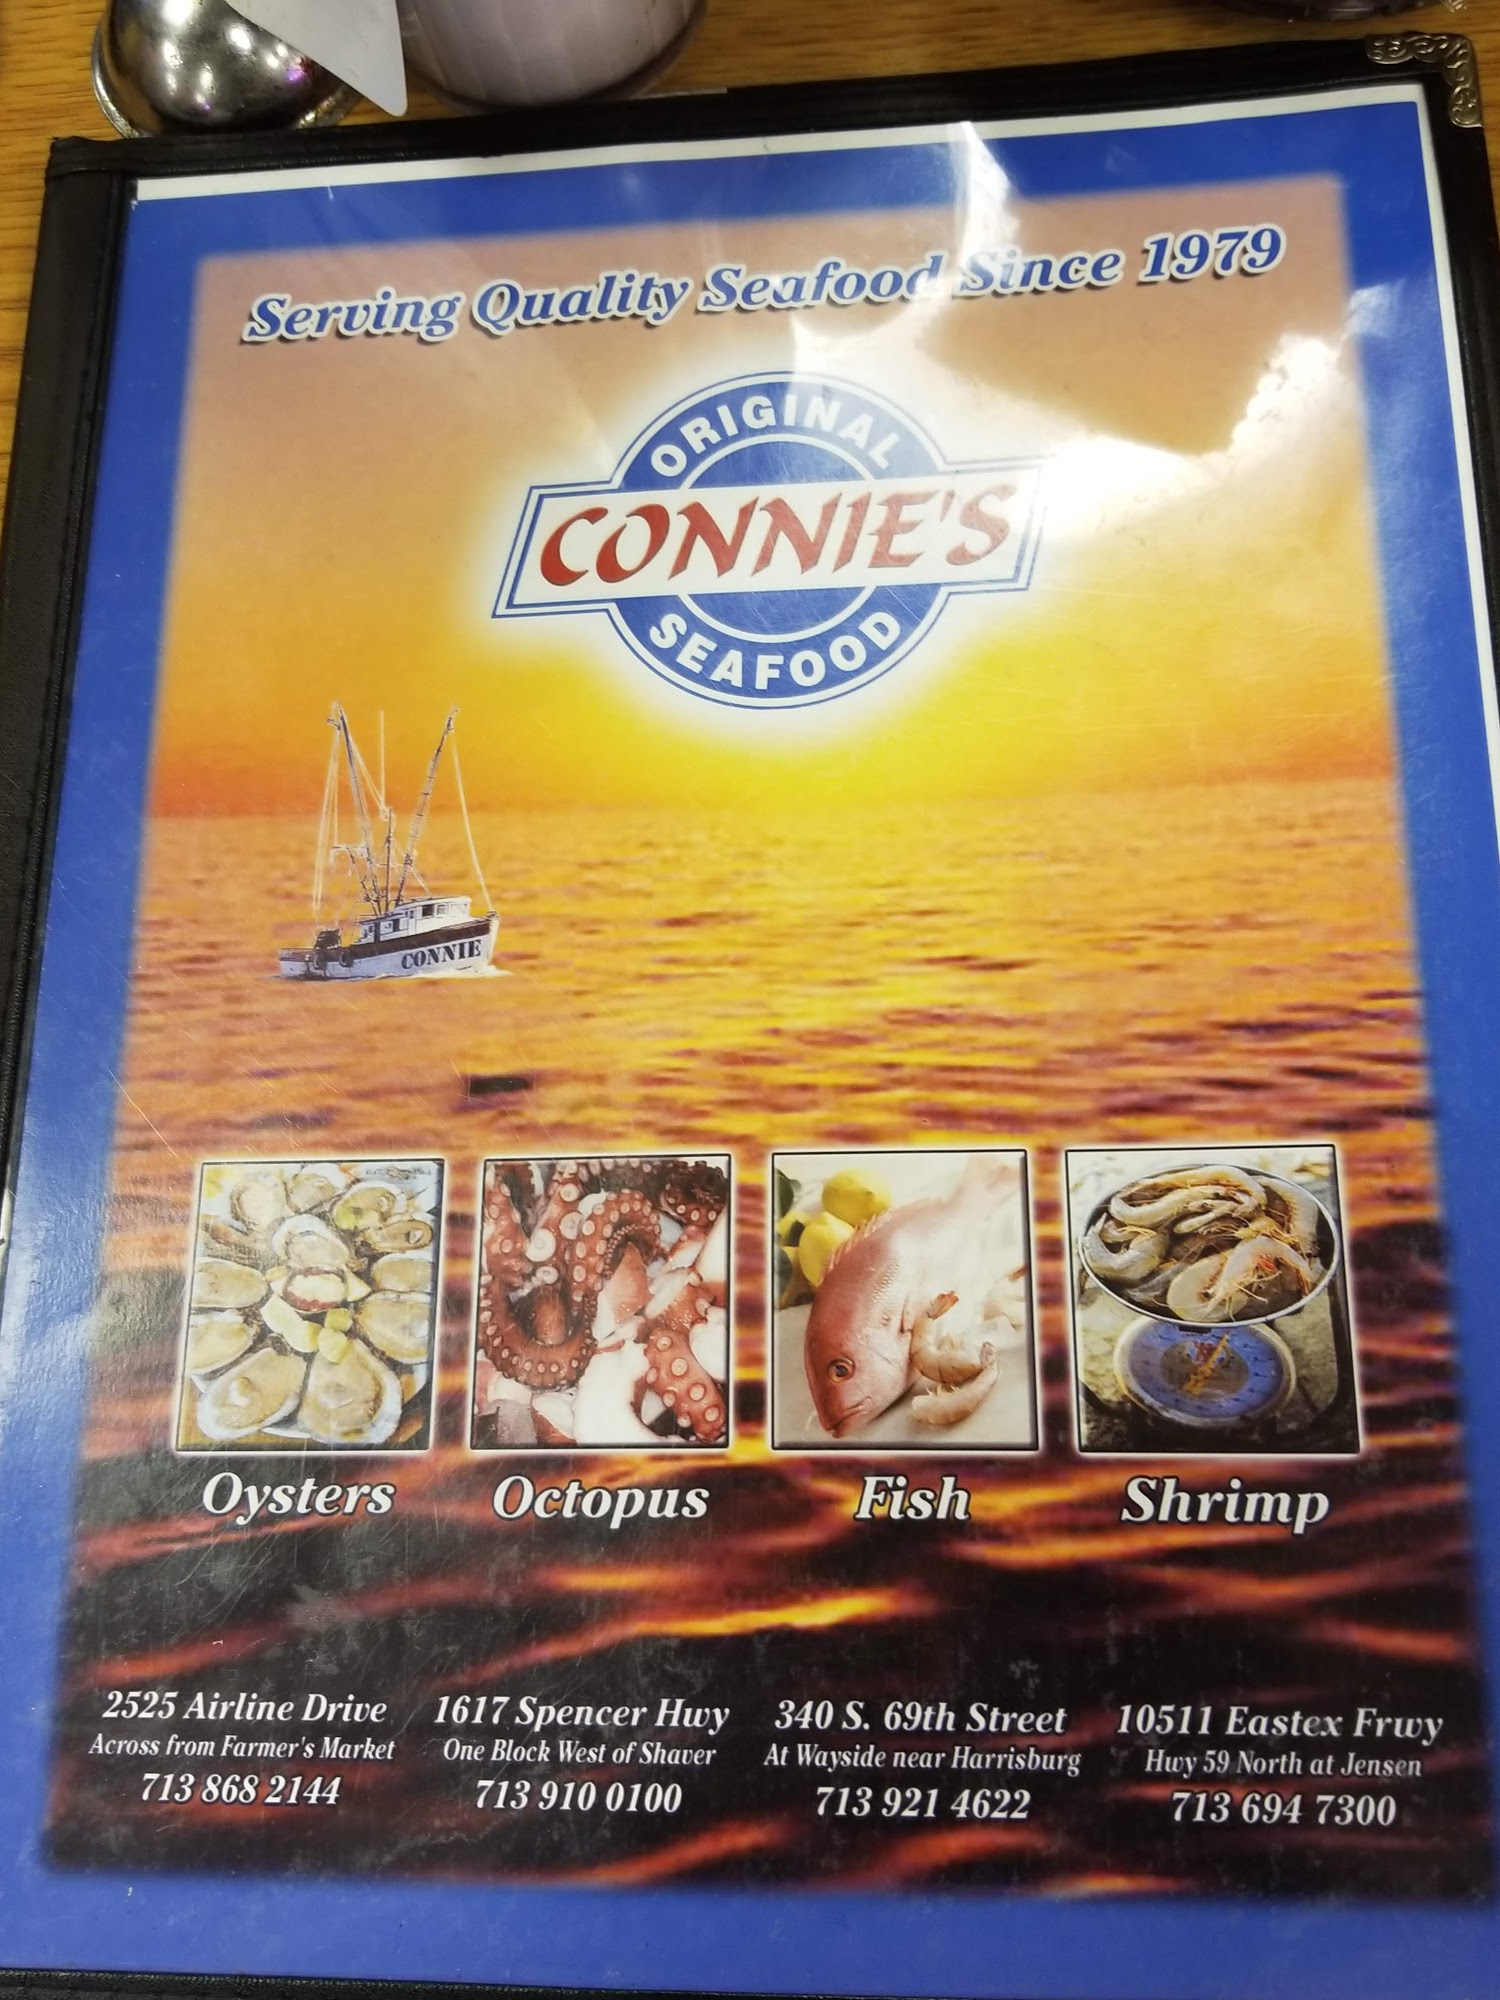 Serving Quality Seafood Since 1979
ORIGINAL
CONNIE'S
SEAFOOD
CONNIE
Oysters
Octopus
Fish
Shrimp
2525 Airline Drive
Across from Farmer's Market
713 868 2144
1617 Spencer Hwy
One Block West of Shaver
713 910 0100
340 S. 69th Street
At Wayside near Harrisburg
713 921 4622
10511 Eastex Frwy
Hwy 59 North at Jensen
713 694 7300